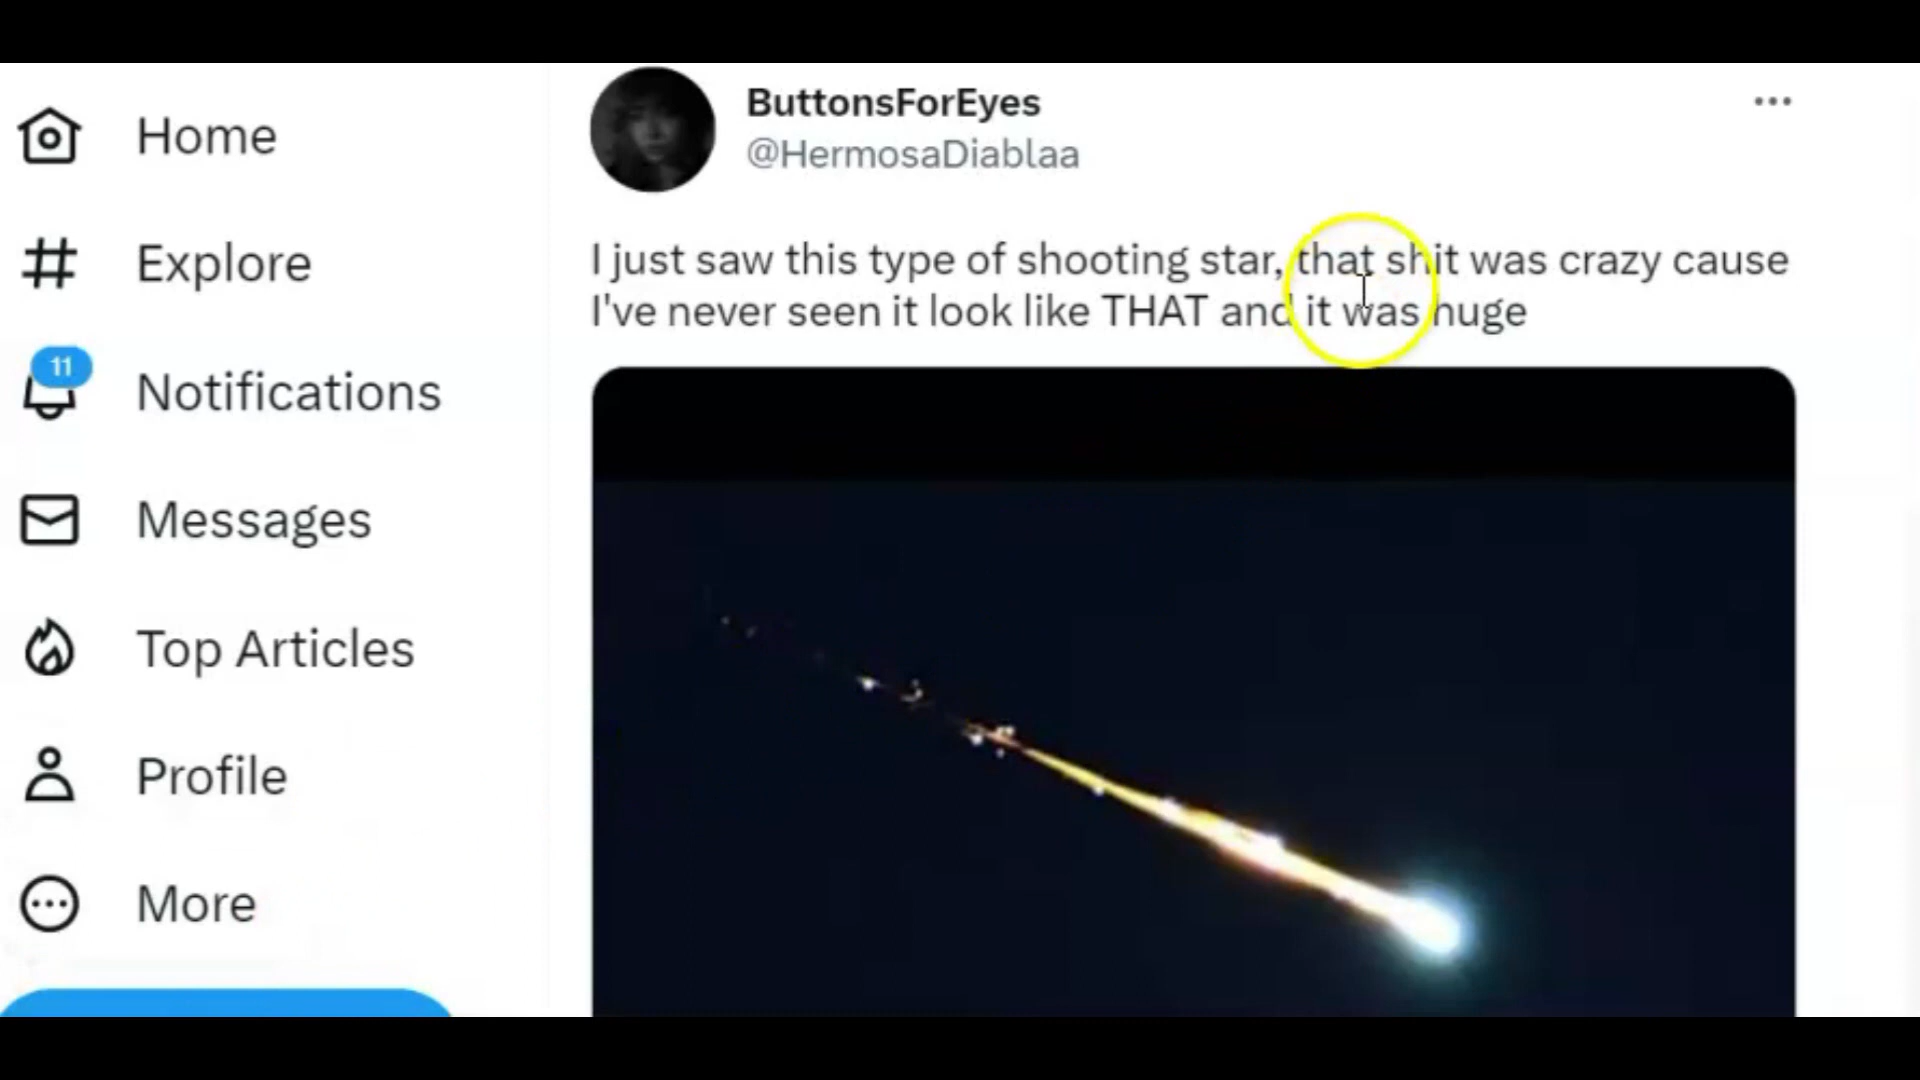 Home
Explore
11
Notifications
Messages
Top Articles
Profile
More
ButtonsForEyes
@HermosaDiablaa
I just saw this type of shooting star, that shit was crazy cause
I've never seen it look like THAT and it was huge